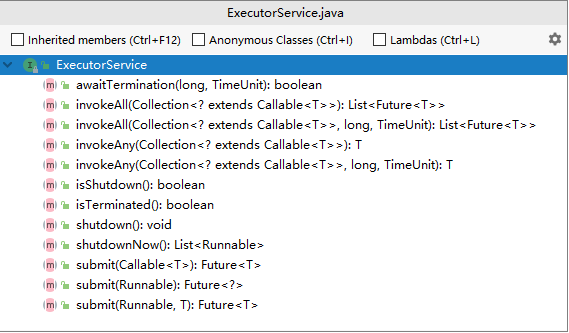 ExecutorService.java
Inherited members (Ctrl+F12) Anonymous Classes (Ctrl+I) Lambdas (Ctrl+L)
I ExecutorService
m awaitTermination(long, TimeUnit): boolean
m invokeAll(Collection<? extends Callable<T>>): List<Future<T>>
m invokeAll(Collection<? extends Callable<T>>, long, TimeUnit): List<Future<T>>
m invokeAny(Collection<? extends Callable<T>>): T
m invokeAny(Collection<? extends Callable<T>>, long, TimeUnit): T
m isShutdown(): boolean
m isTerminated(): boolean
m shutdown(): void
m shutdownNow(): List<Runnable>
m submit(Callable<T>): Future<T>
m submit(Runnable): Future<?>
m submit(Runnable, T): Future<T>